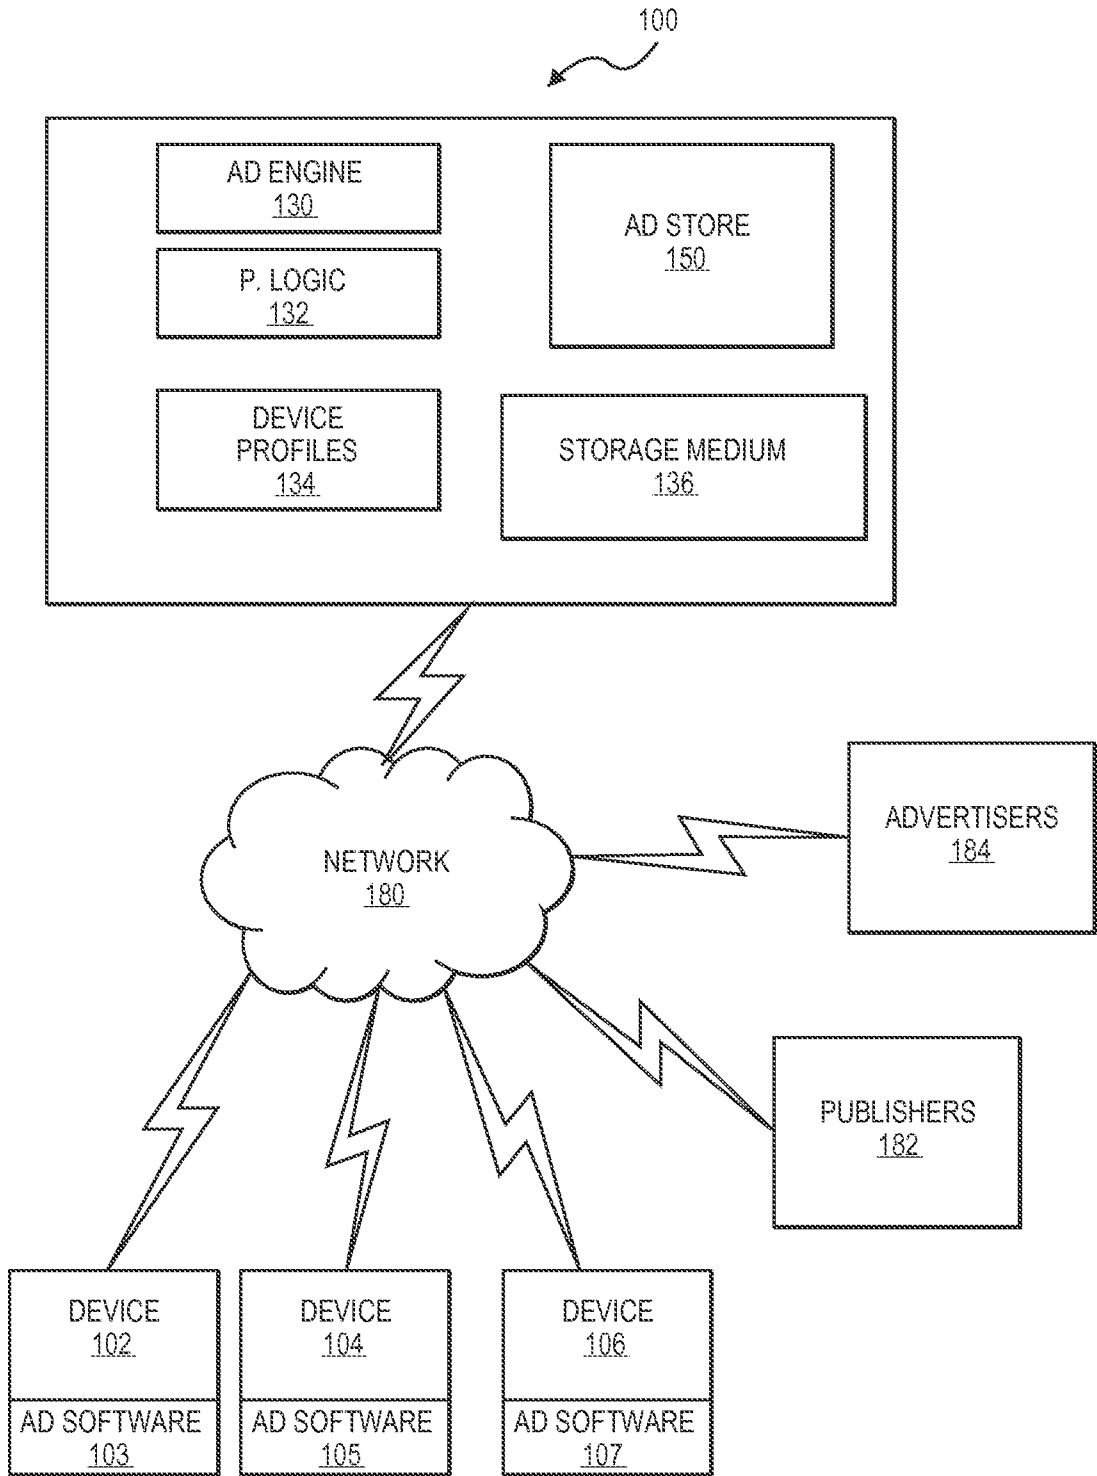 100
AD ENGINE
130
P. LOGIC
132
DEVICE
PROFILES
134
AD STORE
150
STORAGE MEDIUM
136
NETWORK
180
ADVERTISERS
184
PUBLISHERS
182
DEVICE
102
AD SOFTWARE
103
DEVICE
104
AD SOFTWARE
105
DEVICE
106
AD SOFTWARE
107